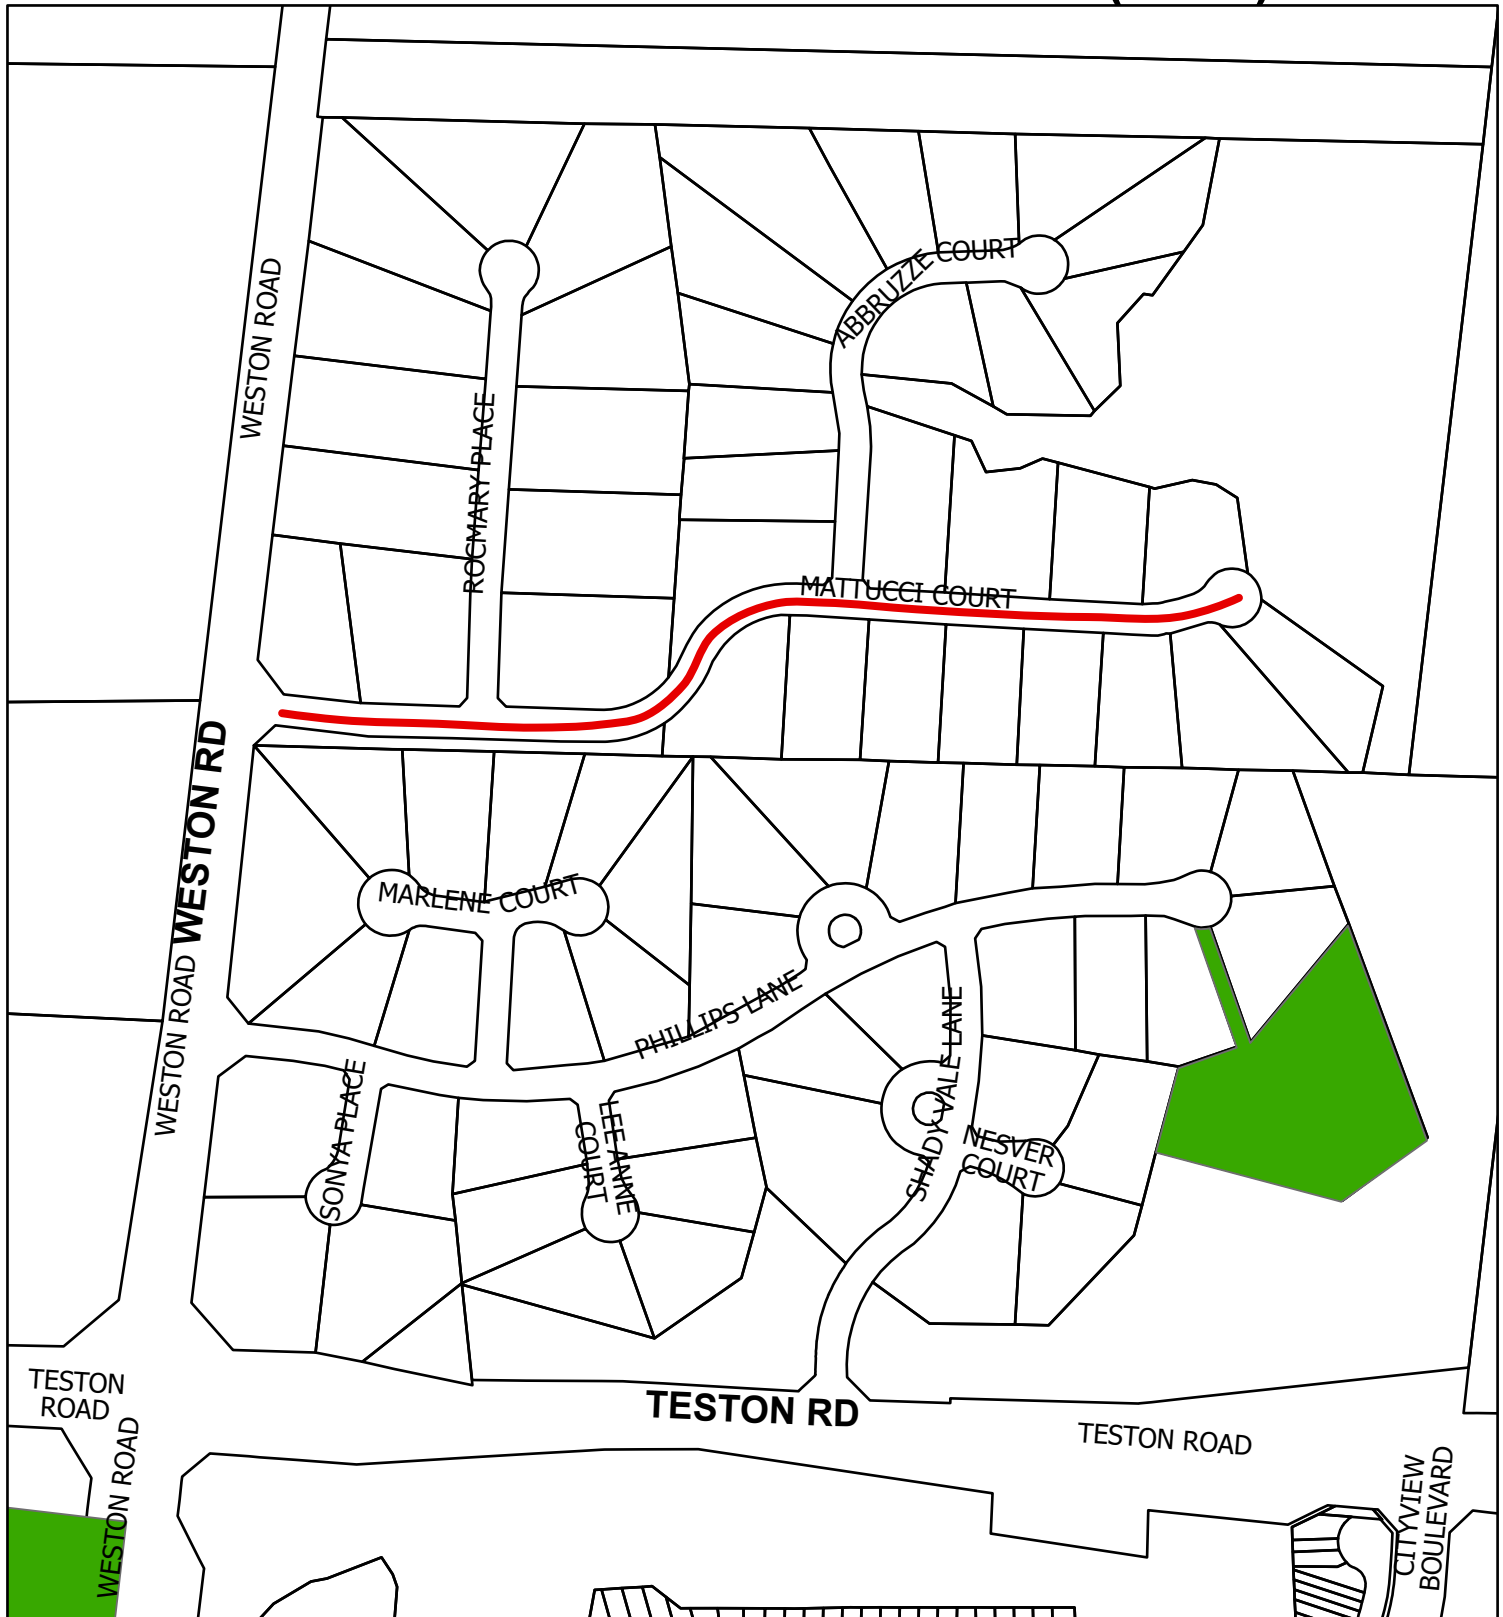 WESTON ROAD
ABBRUZZE COURT
ROCMARY PLACE
MATTUCCI COURT
WESTON RD
MARLENE COURT
WESTON ROAD
PHILLIPS LANE
SHADY VALE LANE
SONYA PLACE
LEE ANNE
COURT
NESVER
COURT
TESTON
ROAD
TESTON RD
TESTON ROAD
WESTON ROAD
CITYVIEW
BOULEVARD